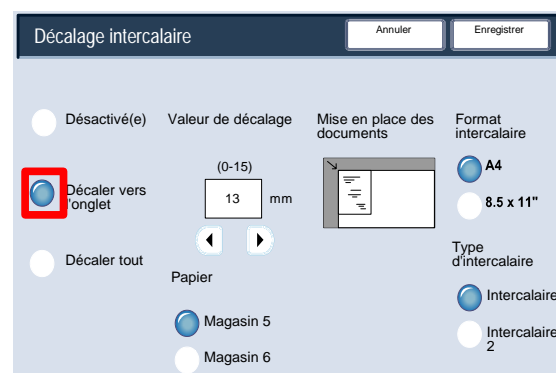 Décalage intercalaire
Annuler
Enregistrer
Désactivé(e)
Décaler vers
l'onglet
Décaler tout
Valeur de décalage
(0-15)
13 mm
Papier
Magasin 5
Magasin 6
Mise en place des
documents
Format
intercalaire
A4
8.5 x 11"
Type
d'intercalaire
Intercalaire
Intercalaire
2